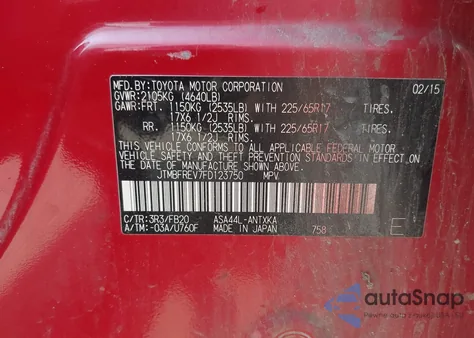 MFD.BY:TOYOTA MOTOR CORPORATION 02/15
GVWR:2105KG (4640LB)
GAWR:FRT. 1150KG (2535LB) WITH 225/65R17 TIRES.
17X6 1/2J RIMS.
RR. 1150KG (2535LB) WITH 225/65R17 TIRES.
17X6 1/2J RIMS.
THIS VEHICLE CONFORMS TO ALL APPLICABLE FEDERAL MOTOR
VEHICLE SAFETY AND THEFT PREVENTION STANDARDS IN EFFECT ON
THE DATE OF MANUFACTURE SHOWN ABOVE.
JTMBFREV7FD123750 MPV
C/TR:3R3/FB20 ASA44L-ANTXKA
A/TM:-03A/U760F MADE IN JAPAN 758 E
autoSnap